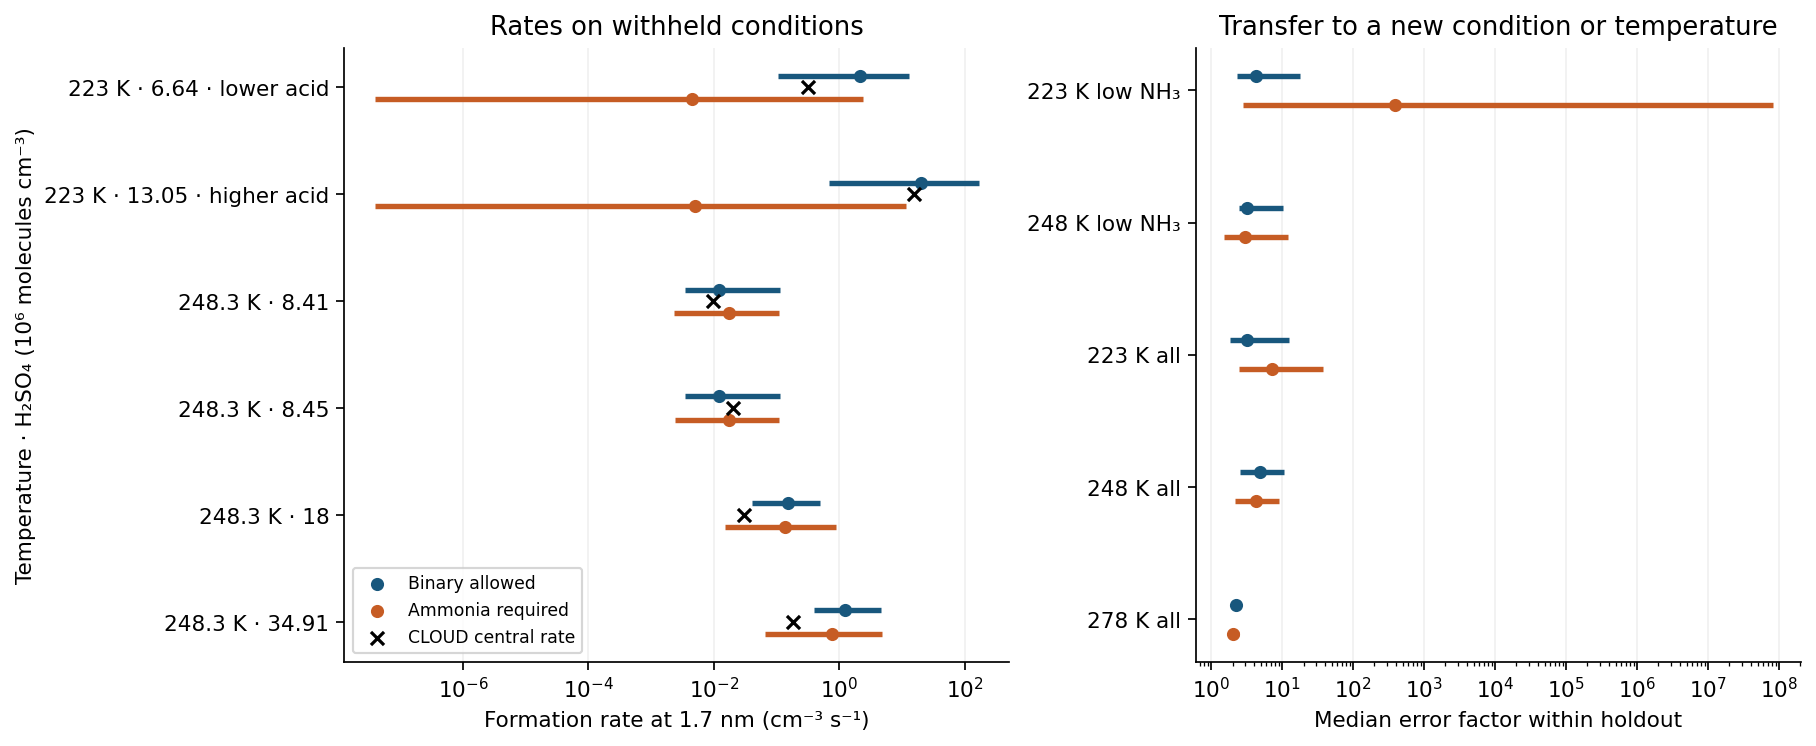 Rates on withheld conditions
Temperature · H₂SO₄ (10⁶ molecules cm⁻³)
223 K · 6.64 · lower acid
223 K · 13.05 · higher acid
248.3 K · 8.41
248.3 K · 8.45
248.3 K · 18
248.3 K · 34.91
Binary allowed
Ammonia required
CLOUD central rate
10⁻⁶ 10⁻⁴ 10⁻² 10⁰ 10²
Formation rate at 1.7 nm (cm⁻³ s⁻¹)
Transfer to a new condition or temperature
223 K low NH₃
248 K low NH₃
223 K all
248 K all
278 K all
10⁰ 10¹ 10² 10³ 10⁴ 10⁵ 10⁶ 10⁷ 10⁸
Median error factor within holdout